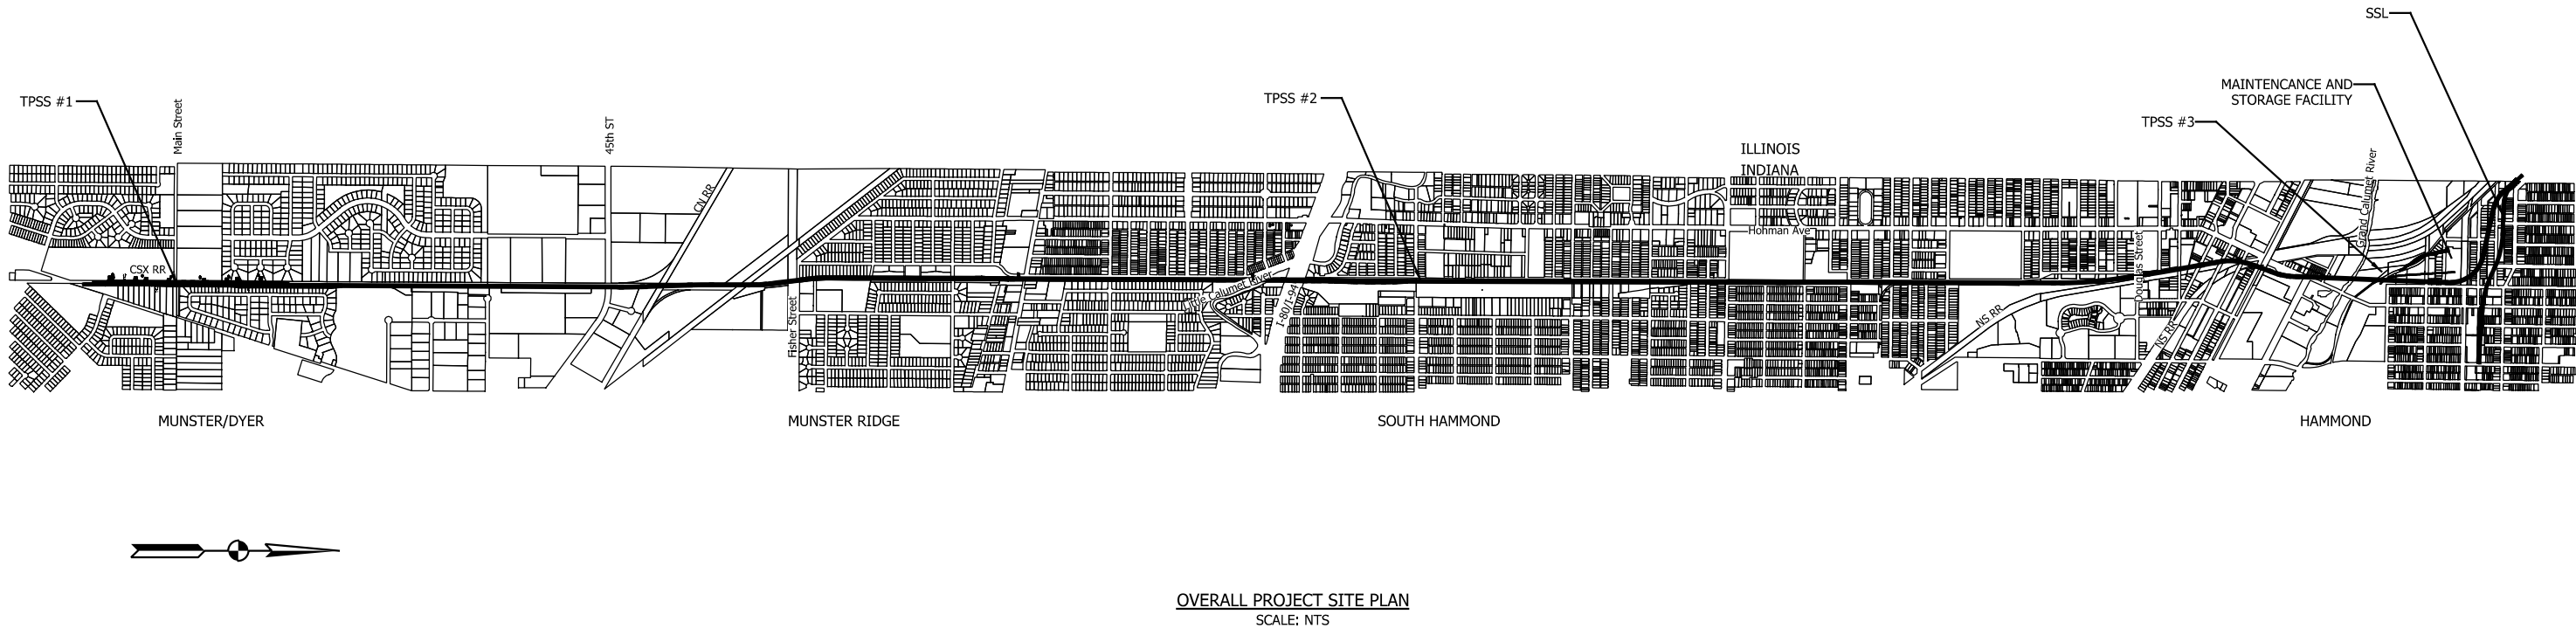 SSL
MAINTENCANCE AND
STORAGE FACILITY
TPSS #1
TPSS #2
TPSS #3
Main Street
45th ST
ILLINOIS
INDIANA
CN RR
Grand Calumet River
Hohman Ave
Douglas Street
CSX RR
Little Calumet River
I-80/I-94
Fisher Street
NS RR
NS RR
MUNSTER/DYER
MUNSTER RIDGE
SOUTH HAMMOND
HAMMOND
OVERALL PROJECT SITE PLAN
SCALE: NTS